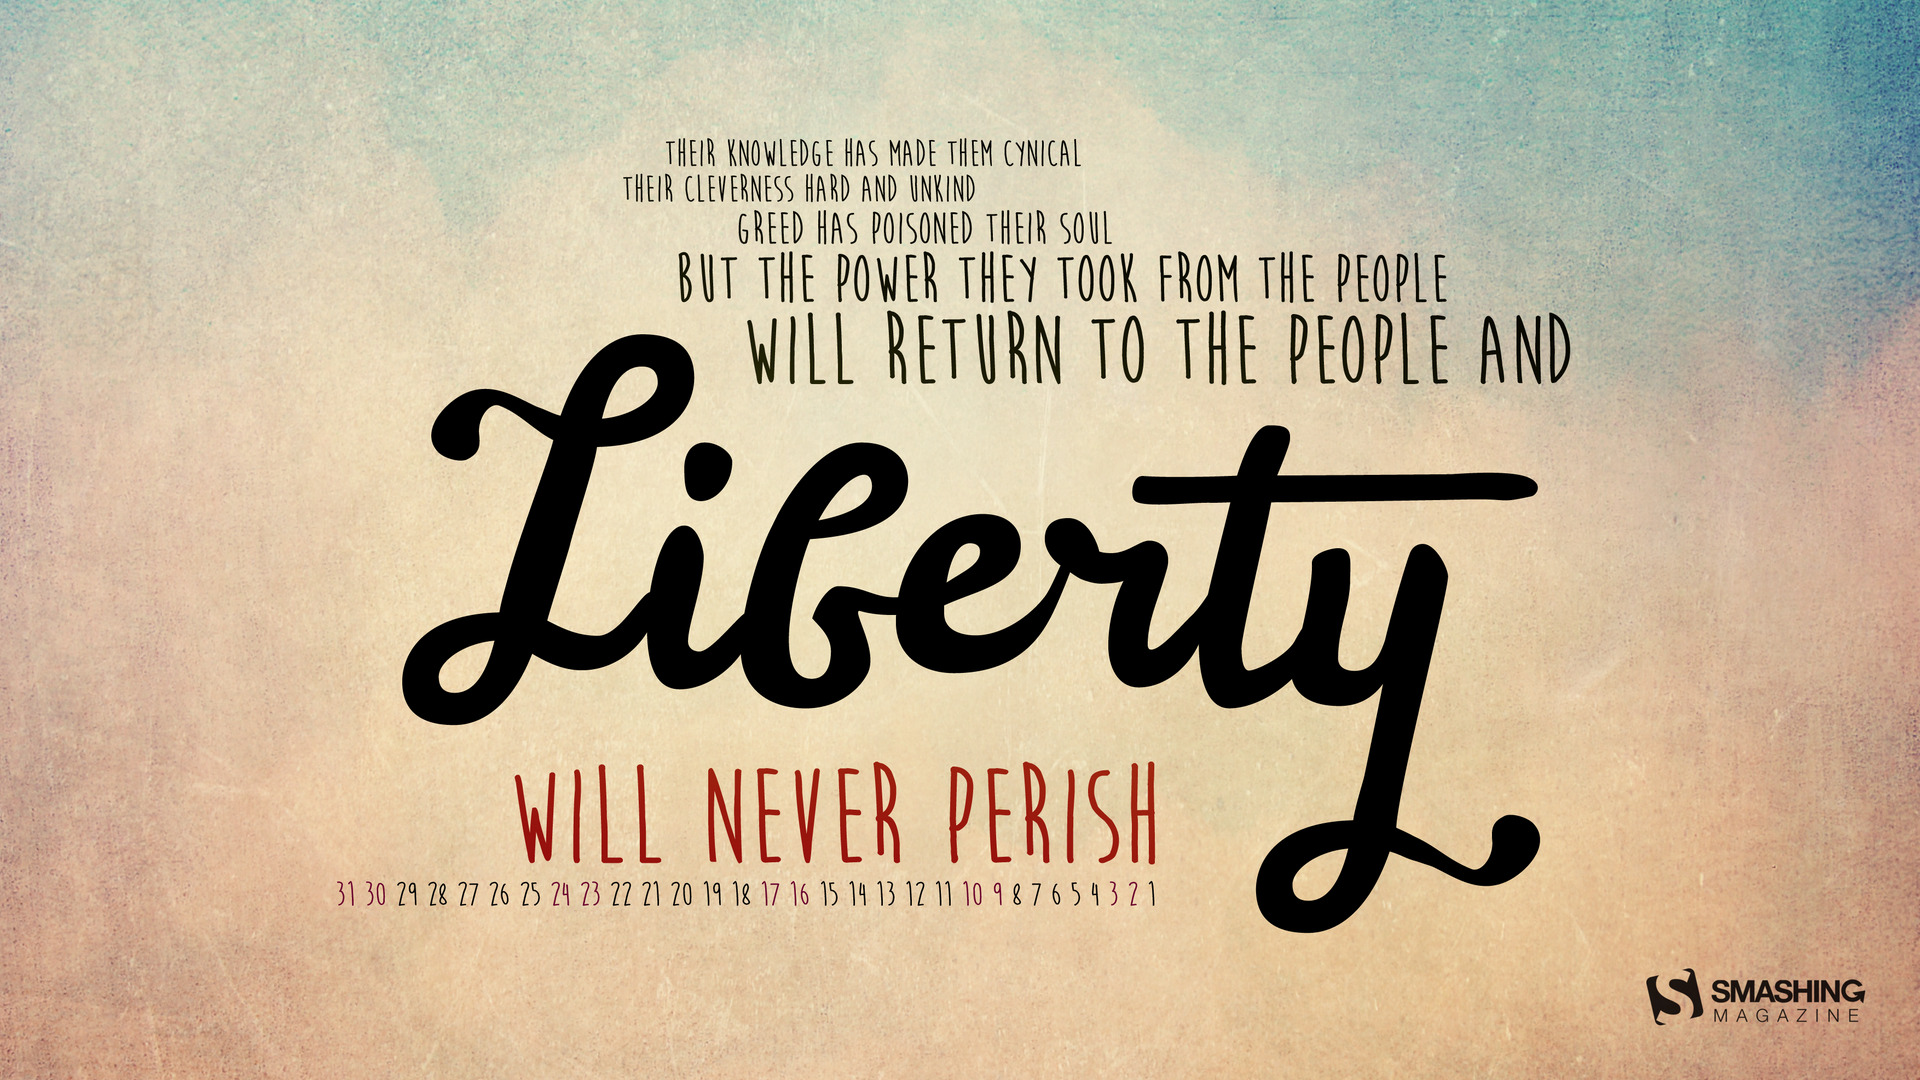 THEIR KNOWLEDGE HAS MADE THEM CYNICAL
THEIR CLEVERNESS HARD AND UNKIND
GREED HAS POISONED THEIR SOUL
BUT THE POWER THEY TOOK FROM THE PEOPLE
WILL RETURN TO THE PEOPLE AND
Liberty
WILL NEVER PERISH
31 30 29 28 27 26 25 24 23 22 21 20 19 18 17 16 15 14 13 12 11 10 9 8 7 6 5 4 3 2 1
SMASHING
MAGAZINE